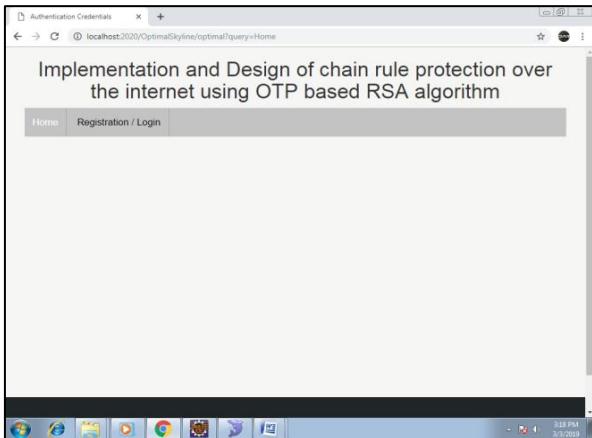 Authentication Credentials
localhost:2020/OptimalSkyline/optimal?query=Home
Implementation and Design of chain rule protection over
the internet using OTP based RSA algorithm
Home
Registration / Login
3:18 PM
3/3/2019